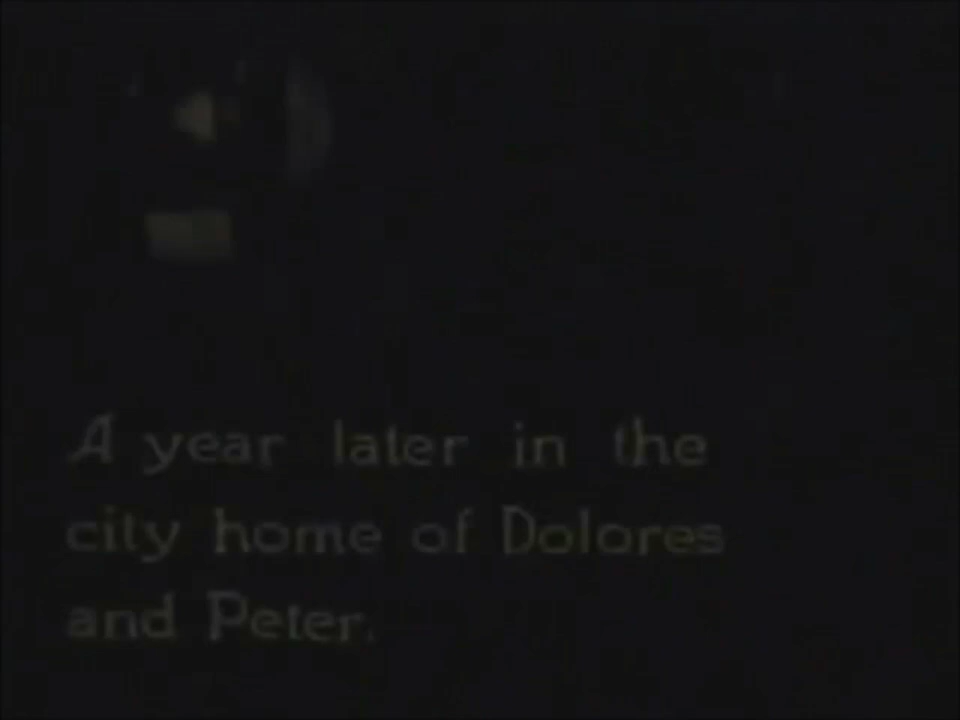 A year later in the
city home of Dolores
and Peter.